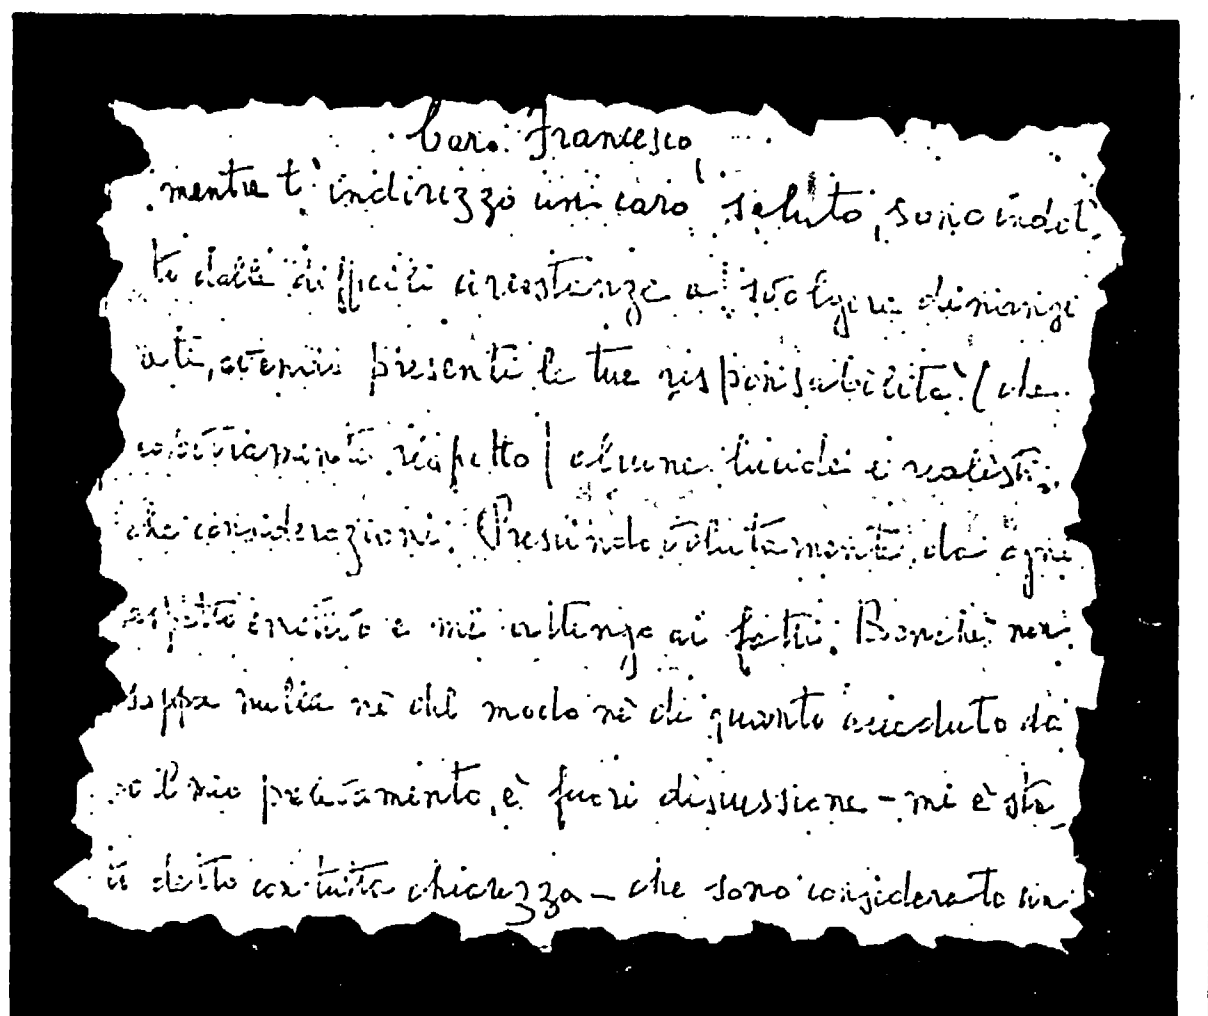 Caro Francesco,
mentre t'indirizzo un caro saluto, sono indot-
to dalle difficili circostanze a svolgere dinanzi
a te, avendo presenti le tue responsabilità (che
ovviamente rispetto) alcune lucide e realisti-
che considerazioni. Prescindo volutamente da ogni
aspetto emotivo e mi attengo ai fatti. Benchè non
sappia nulla nè del modo nè di quanto accaduto do
po il mio prelevamento, è fuori discussione - mi è sta
to detto con tutta chiarezza - che sono considerato un